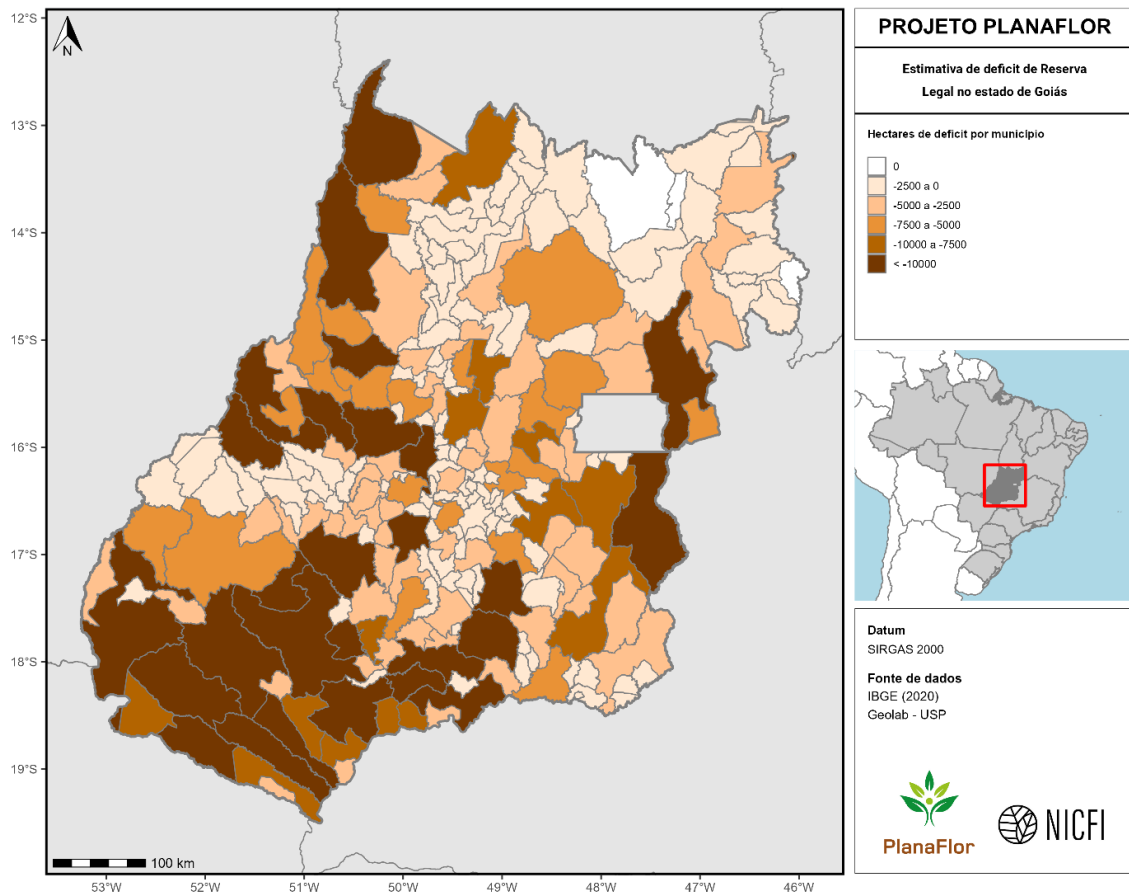 PROJETO PLANAFLOR
Estimativa de deficit de Reserva
Legal no estado de Goiás
Hectares de deficit por município
0
-2500 a 0
-5000 a -2500
-7500 a -5000
-10000 a -7500
< -10000
Datum
SIRGAS 2000
Fonte de dados
IBGE (2020)
Geolab - USP
PlanaFlor
NICFI
N
12°S
13°S
14°S
15°S
16°S
17°S
18°S
19°S
100 km
53°W
52°W
51°W
50°W
49°W
48°W
47°W
46°W